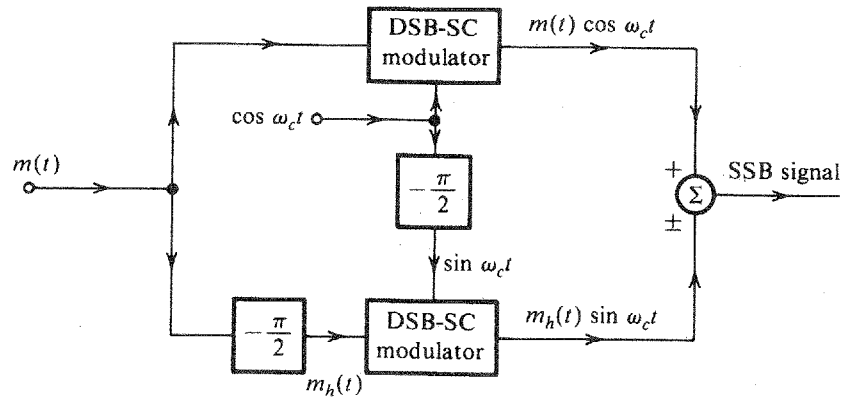 DSB-SC
modulator
m(t) cos ω_c t
cos ω_c t
m(t)
−π/2
+
Σ
±
SSB signal
sin ω_c t
−π/2
DSB-SC
modulator
m_h(t) sin ω_c t
m_h(t)